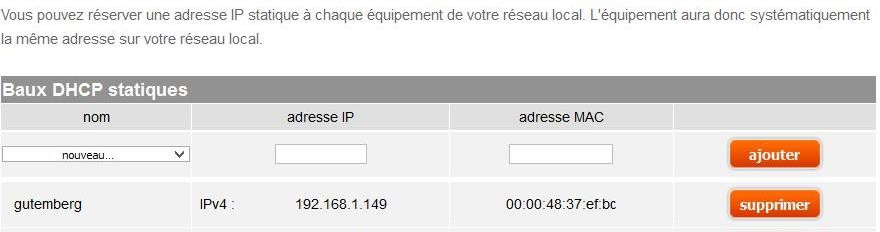 Vous pouvez réserver une adresse IP statique à chaque équipement de votre réseau local. L'équipement aura donc systématiquement
la même adresse sur votre réseau local.
Baux DHCP statiques
nom adresse IP adresse MAC
nouveau... ajouter
gutemberg IPv4 : 192.168.1.149 00:00:48:37:ef:bc supprimer